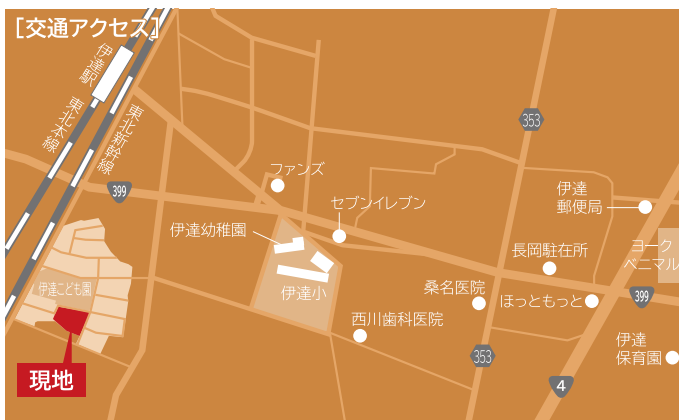 [交通アクセス]
伊達駅
東北本線
東北新幹線
399
353
ファンズ
セブンイレブン
伊達幼稚園
伊達小
伊達
郵便局
長岡駐在所
ヨーク
ベニマル
桑名医院
ほっともっと
399
西川歯科医院
353
4
伊達
保育園
伊達こども園
現地